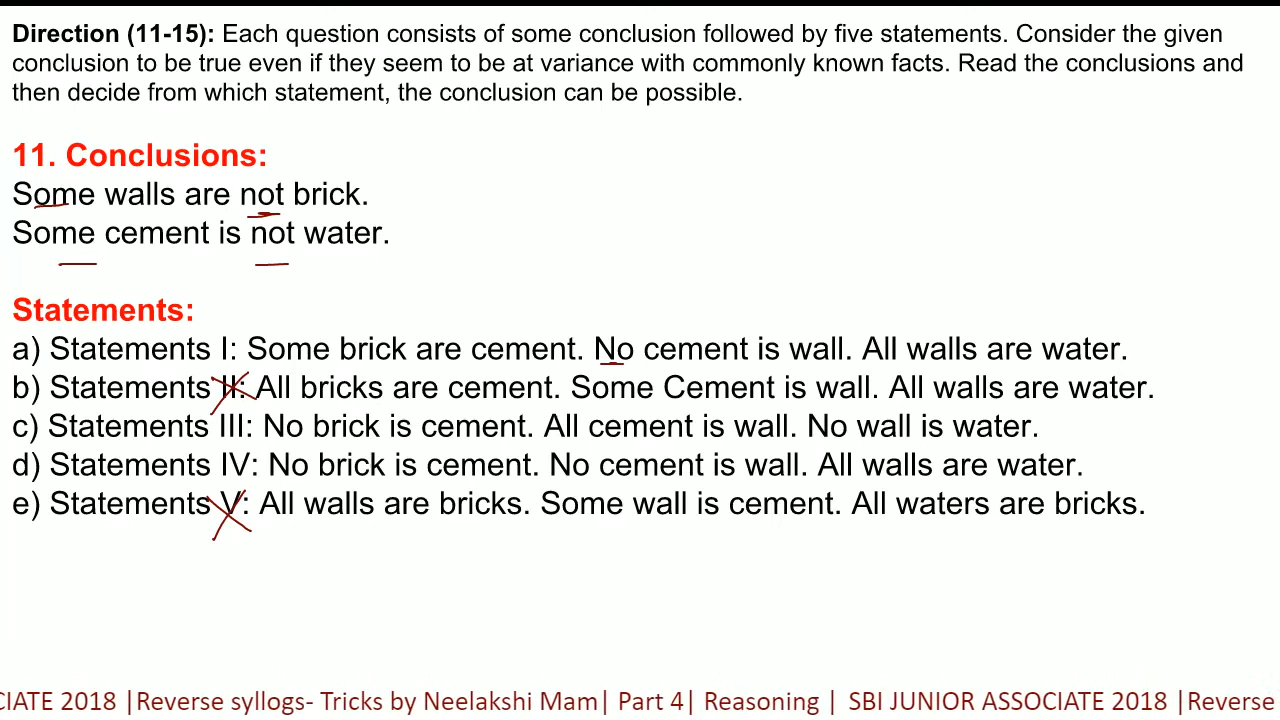 Direction (11-15): Each question consists of some conclusion followed by five statements. Consider the given
conclusion to be true even if they seem to be at variance with commonly known facts. Read the conclusions and
then decide from which statement, the conclusion can be possible.
11. Conclusions:
Some walls are not brick.
Some cement is not water.
Statements:
a) Statements I: Some brick are cement. No cement is wall. All walls are water.
b) Statements II: All bricks are cement. Some Cement is wall. All walls are water.
c) Statements III: No brick is cement. All cement is wall. No wall is water.
d) Statements IV: No brick is cement. No cement is wall. All walls are water.
e) Statements V: All walls are bricks. Some wall is cement. All waters are bricks.
CIATE 2018 |Reverse syllogs- Tricks by Neelakshi Mam| Part 4| Reasoning | SBI JUNIOR ASSOCIATE 2018 |Reverse